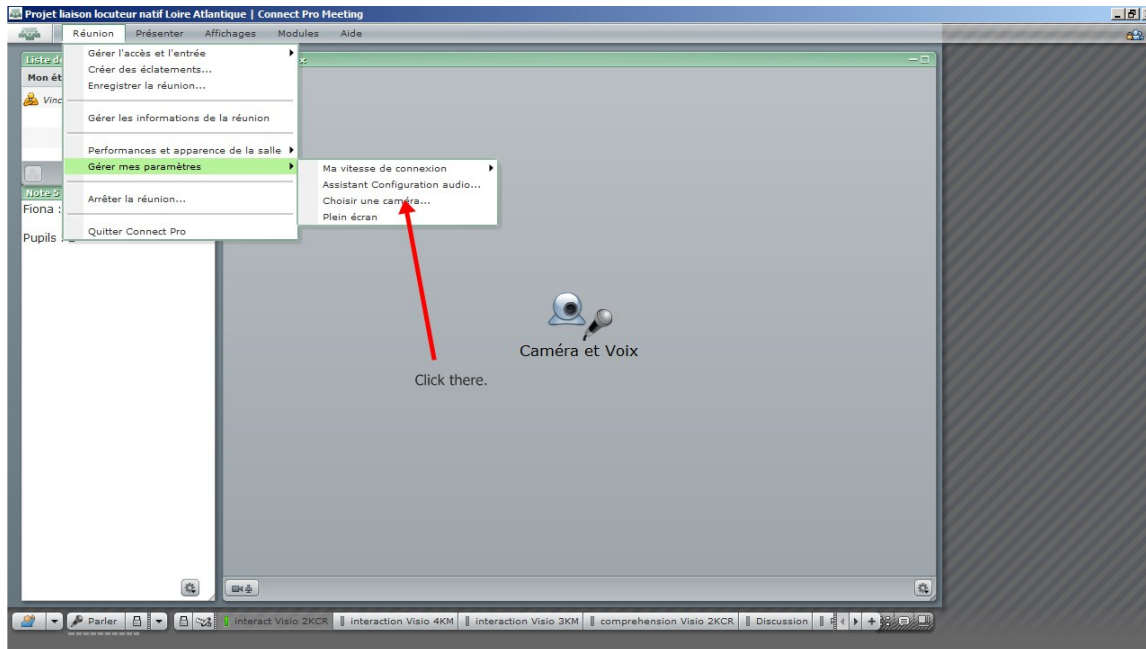 Projet liaison locuteur natif Loire Atlantique | Connect Pro Meeting
Réunion Présenter Affichages Modules Aide
Gérer l'accès et l'entrée
Créer des éclatements...
Enregistrer la réunion...
Gérer les informations de la réunion
Performances et apparence de la salle
Gérer mes paramètres
Arrêter la réunion...
Quitter Connect Pro
Ma vitesse de connexion
Assistant Configuration audio...
Choisir une caméra...
Plein écran
Mon ét
Vinc
Note 5
Fiona :
Pupils :
Caméra et Voix
Click there.
Parler
interact Visio 2KCR
interaction Visio 4KM
interaction Visio 3KM
comprehension Visio 2KCR
Discussion